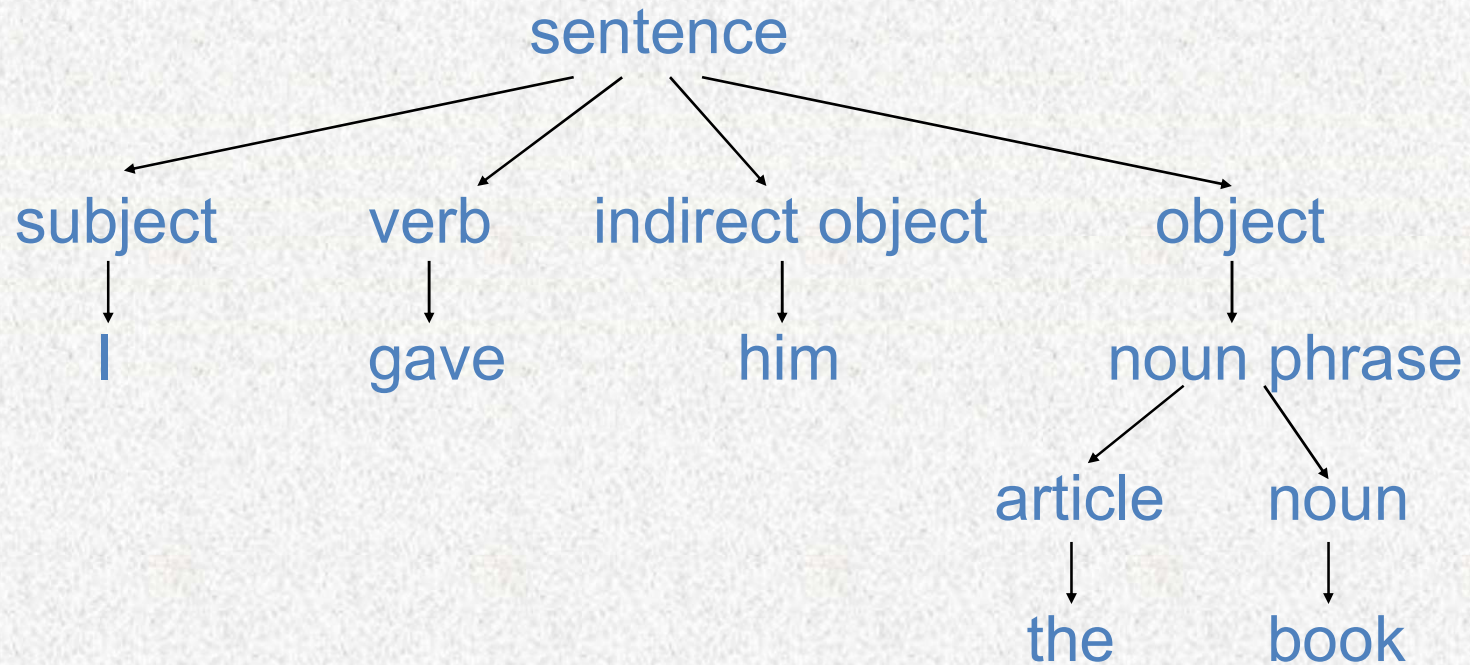 sentence
subject verb indirect object object
I gave him noun phrase
article noun
the book